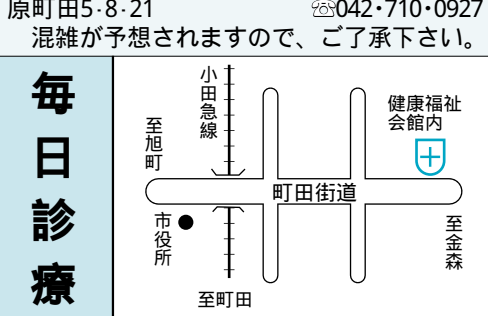 原町田5·8·21 ☏042·710·0927
混雑が予想されますので、ご了承下さい。
毎日診療
小田急線
至旭町
健康福祉
会館内
町田街道
市役所
至金森
至町田